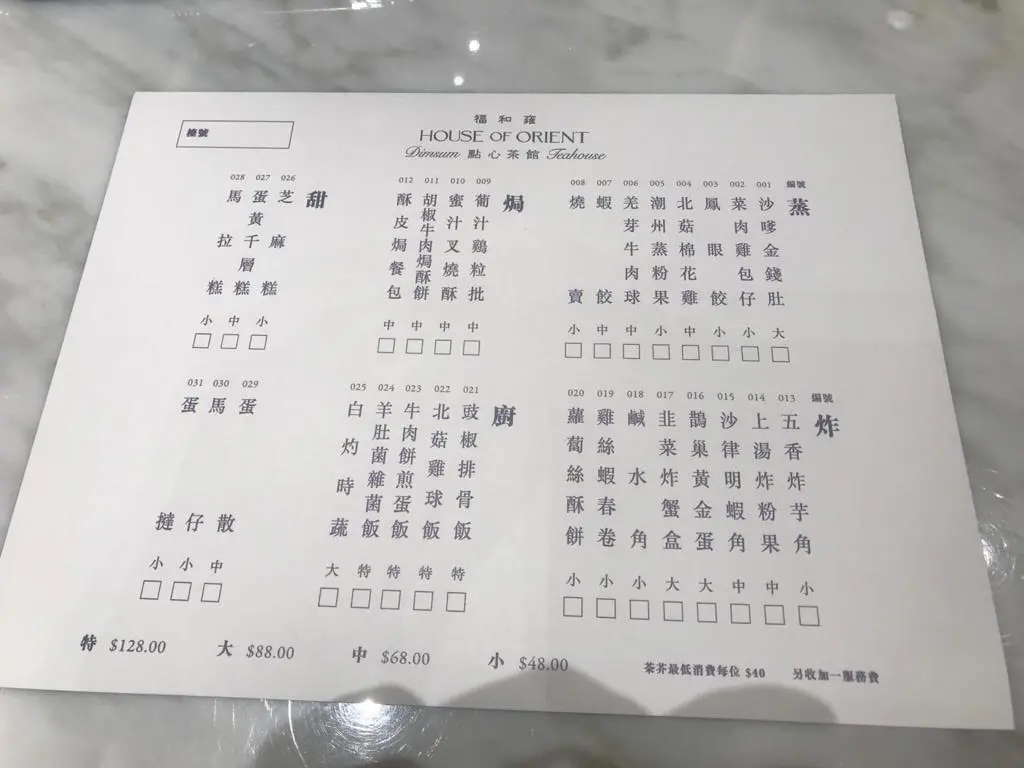 檯號
福和蕹
HOUSE OF ORIENT
Dimsum 點心茶館 Teahouse
蒸
編號
001 沙嗲金錢肚 大
002 菜肉雞包仔 小
003 鳳眼餃 小
004 北菇棉花雞 中
005 潮州蒸粉果 小
006 羌芽牛肉球 中
007 蝦餃 中
008 燒賣 小
焗
009 葡汁鷄粒批 中
010 蜜汁叉燒酥 中
011 胡椒牛肉焗酥餅 中
012 酥皮焗餐包 中
甜
026 芝麻糕 小
027 蛋黃千層糕 中
028 馬拉糕 小
炸
編號
013 五香炸芋角 小
014 上湯炸粉果 中
015 沙律明蝦角 中
016 鵲巢黃金蛋 大
017 韭菜炸蟹盒 大
018 鹹水角 小
019 雞絲蝦春卷 小
020 蘿蔔絲酥餅 小
廚
021 豉椒排骨飯 特
022 北菇雞球飯 特
023 牛肉餅煎蛋飯 特
024 羊肚菌雜菌飯 特
025 白灼時蔬 大
029 蛋散 中
030 馬仔 小
031 蛋撻 小
特 $128.00 大 $88.00 中 $68.00 小 $48.00 茶芥最低消費每位 $40 另收加一服務費